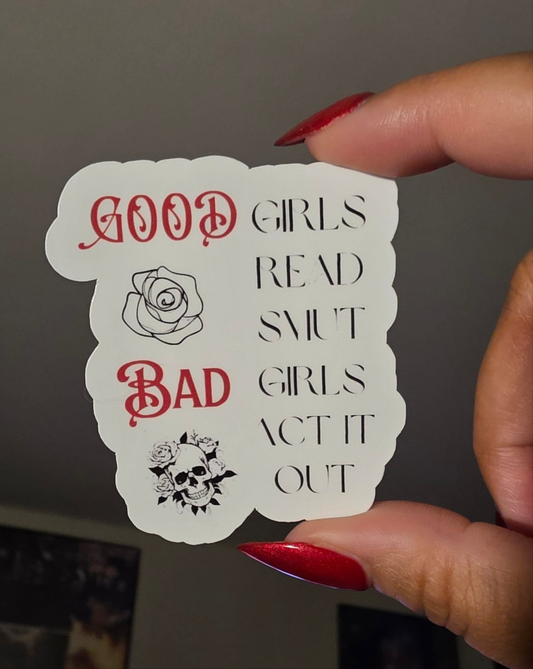 GOOD GIRLS
READ
SMUT
BAD GIRLS
ACT IT
OUT